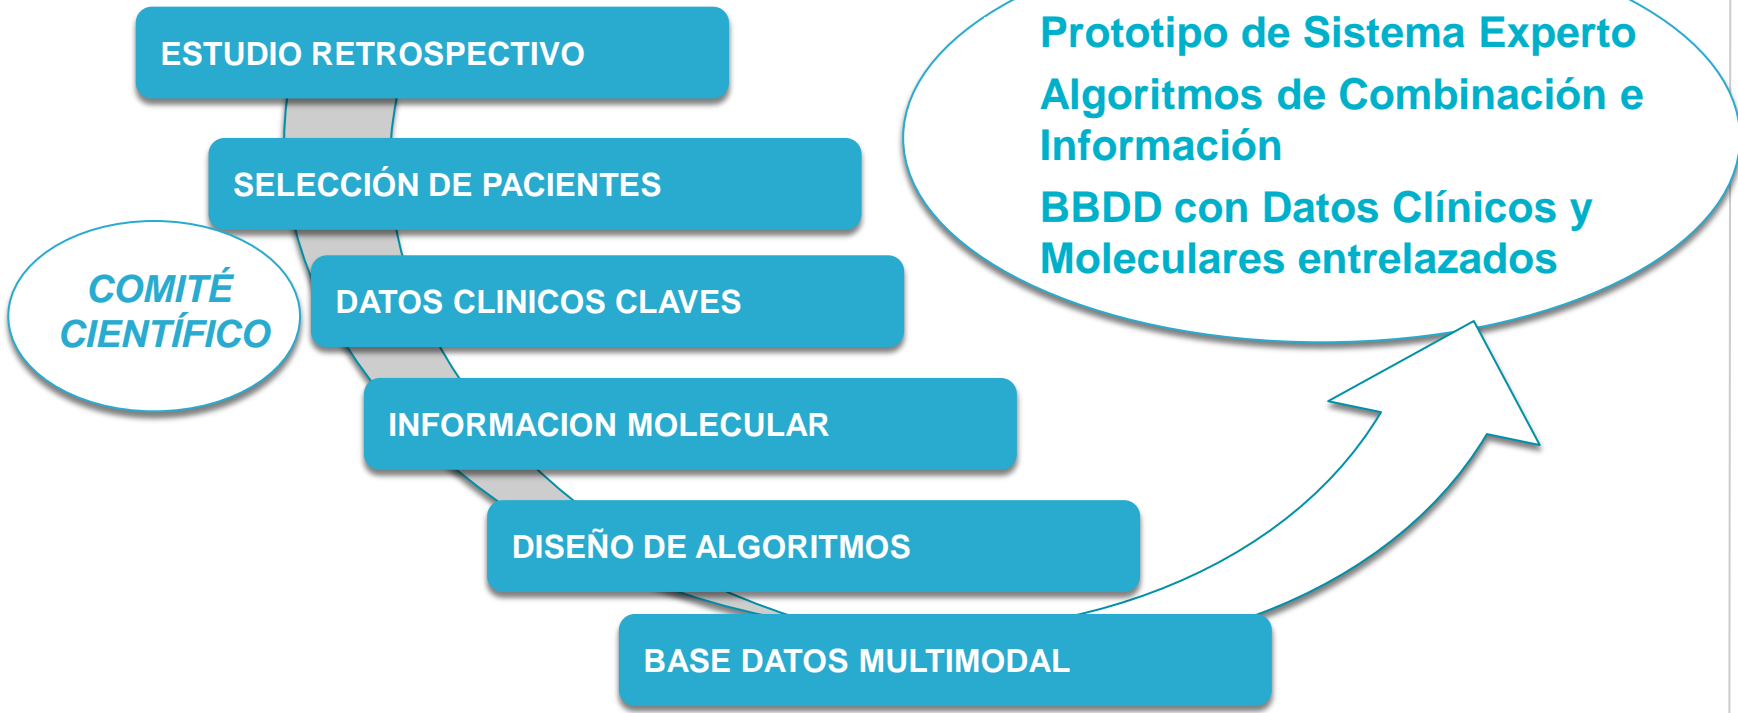 ESTUDIO RETROSPECTIVO
SELECCIÓN DE PACIENTES
COMITÉ
CIENTÍFICO
DATOS CLINICOS CLAVES
INFORMACION MOLECULAR
DISEÑO DE ALGORITMOS
BASE DATOS MULTIMODAL
Prototipo de Sistema Experto
Algoritmos de Combinación e
Información
BBDD con Datos Clínicos y
Moleculares entrelazados